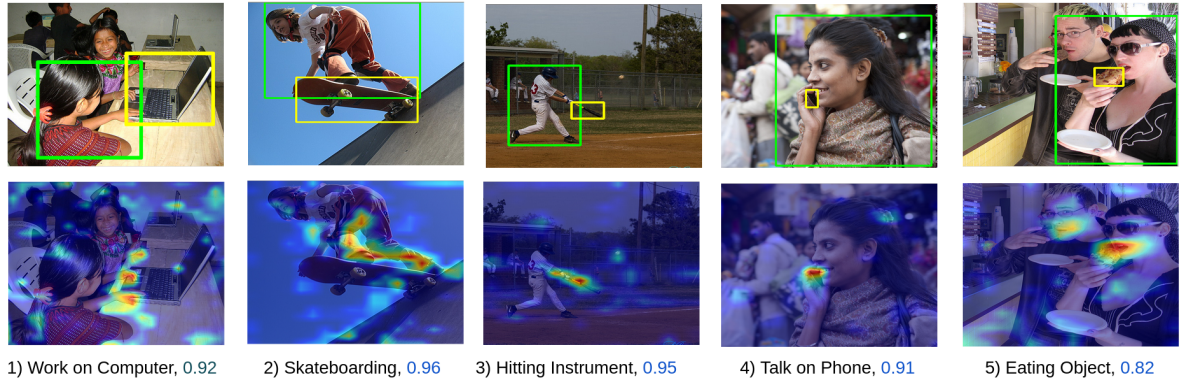 1) Work on Computer, 0.92
2) Skateboarding, 0.96
3) Hitting Instrument, 0.95
4) Talk on Phone, 0.91
5) Eating Object, 0.82